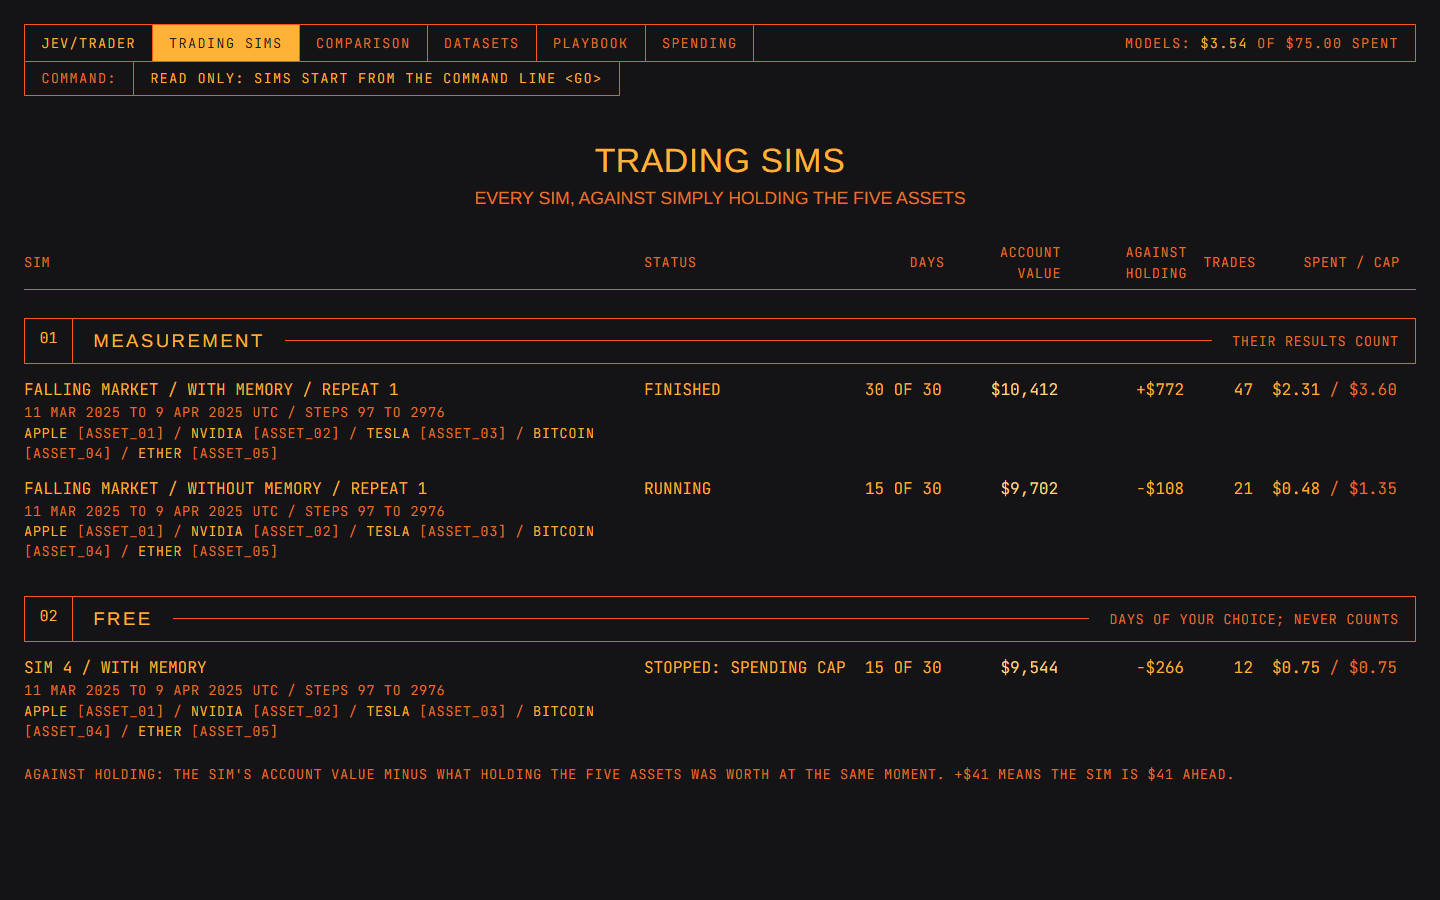 JEV/TRADER TRADING SIMS COMPARISON DATASETS PLAYBOOK SPENDING MODELS: $3.54 OF $75.00 SPENT
COMMAND: READ ONLY: SIMS START FROM THE COMMAND LINE <GO>
TRADING SIMS
EVERY SIM, AGAINST SIMPLY HOLDING THE FIVE ASSETS
SIM STATUS DAYS ACCOUNT VALUE AGAINST HOLDING TRADES SPENT / CAP
01 MEASUREMENT THEIR RESULTS COUNT
FALLING MARKET / WITH MEMORY / REPEAT 1 FINISHED 30 OF 30 $10,412 +$772 47 $2.31 / $3.60
11 MAR 2025 TO 9 APR 2025 UTC / STEPS 97 TO 2976
APPLE [ASSET_01] / NVIDIA [ASSET_02] / TESLA [ASSET_03] / BITCOIN
[ASSET_04] / ETHER [ASSET_05]
FALLING MARKET / WITHOUT MEMORY / REPEAT 1 RUNNING 15 OF 30 $9,702 -$108 21 $0.48 / $1.35
11 MAR 2025 TO 9 APR 2025 UTC / STEPS 97 TO 2976
APPLE [ASSET_01] / NVIDIA [ASSET_02] / TESLA [ASSET_03] / BITCOIN
[ASSET_04] / ETHER [ASSET_05]
02 FREE DAYS OF YOUR CHOICE; NEVER COUNTS
SIM 4 / WITH MEMORY STOPPED: SPENDING CAP 15 OF 30 $9,544 -$266 12 $0.75 / $0.75
11 MAR 2025 TO 9 APR 2025 UTC / STEPS 97 TO 2976
APPLE [ASSET_01] / NVIDIA [ASSET_02] / TESLA [ASSET_03] / BITCOIN
[ASSET_04] / ETHER [ASSET_05]
AGAINST HOLDING: THE SIM'S ACCOUNT VALUE MINUS WHAT HOLDING THE FIVE ASSETS WAS WORTH AT THE SAME MOMENT. +$41 MEANS THE SIM IS $41 AHEAD.